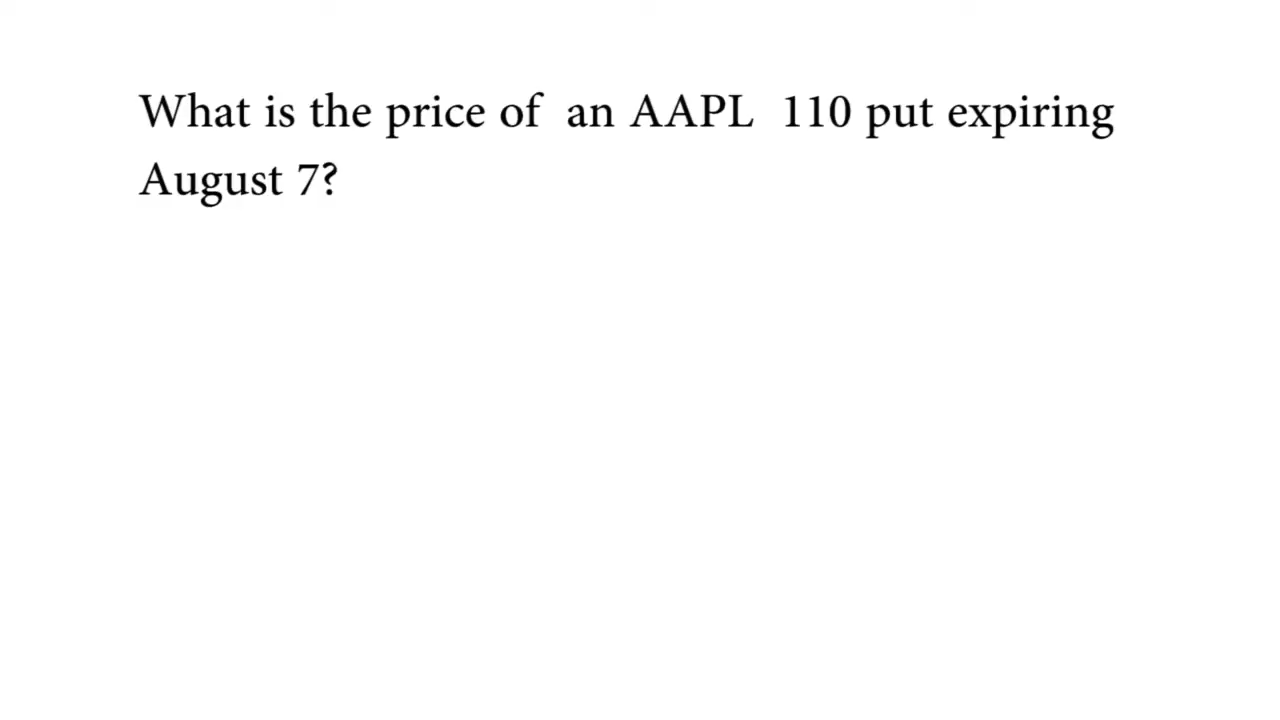 What is the price of an AAPL 110 put expiring
August 7?